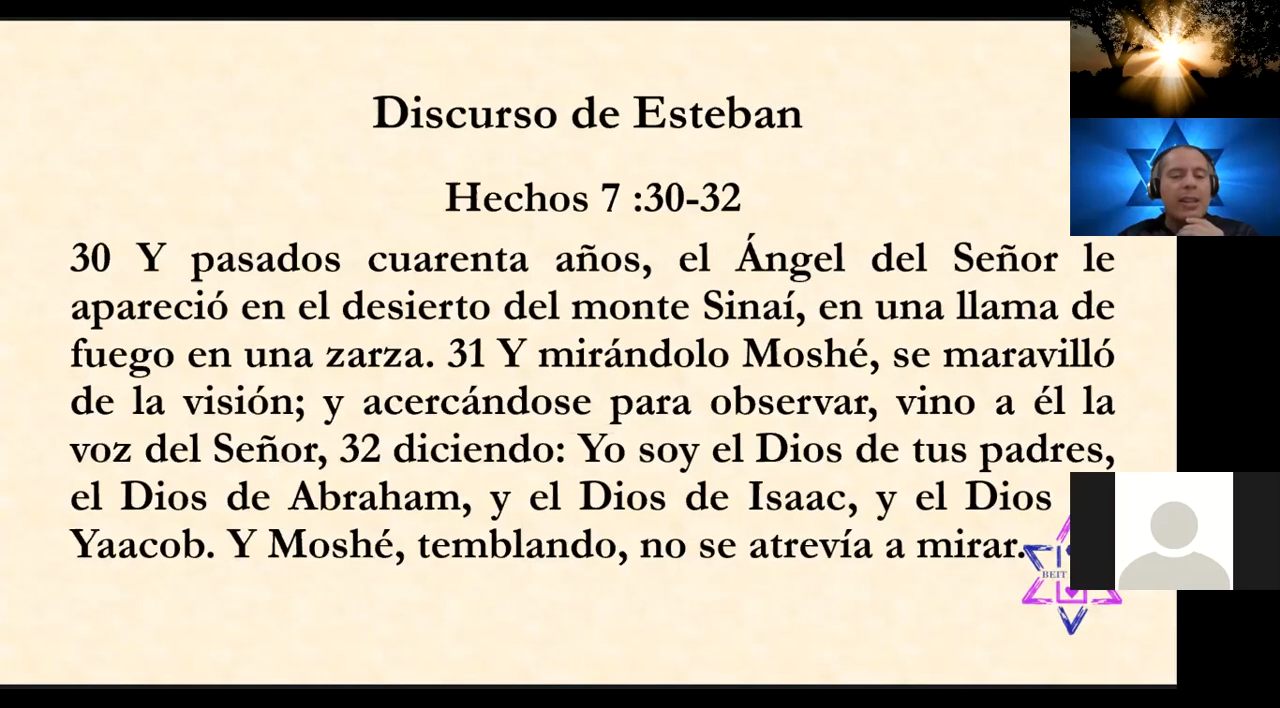 Discurso de Esteban
Hechos 7 :30-32
30 Y pasados cuarenta años, el Ángel del Señor le
apareció en el desierto del monte Sinaí, en una llama de
fuego en una zarza. 31 Y mirándolo Moshé, se maravilló
de la visión; y acercándose para observar, vino a él la
voz del Señor, 32 diciendo: Yo soy el Dios de tus padres,
el Dios de Abraham, y el Dios de Isaac, y el Dios
Yaacob. Y Moshé, temblando, no se atrevía a mirar.
BEIT